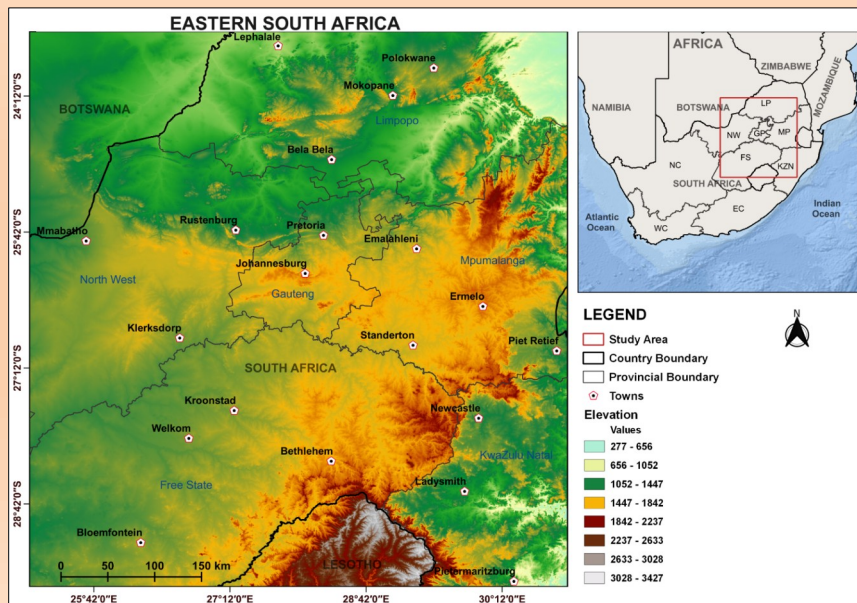 EASTERN SOUTH AFRICA
Lephalale
Polokwane
Mokopane
BOTSWANA
Limpopo
Bela Bela
Rustenburg
Pretoria
Mmabatho
Emalahleni
Johannesburg
Mpumalanga
North West
Gauteng
Ermelo
Klerksdorp
Standerton
Piet Retief
SOUTH AFRICA
Kroonstad
Newcastle
Welkom
Bethlehem
KwaZulu Natal
Free State
Ladysmith
Bloemfontein
LESOTHO
Pietermaritzburg
0 50 100 150 km
24°12'0"S
25°42'0"S
27°12'0"S
28°42'0"S
25°42'0"E
27°12'0"E
28°42'0"E
30°12'0"E
AFRICA
ZIMBABWE
MOZAMBIQUE
NAMIBIA
BOTSWANA
LP
NW
GP
MP
FS
KZN
NC
SOUTH AFRICA
EC
WC
Atlantic
Ocean
Indian
Ocean
LEGEND
N
Study Area
Country Boundary
Provincial Boundary
Towns
Elevation
Values
277 - 656
656 - 1052
1052 - 1447
1447 - 1842
1842 - 2237
2237 - 2633
2633 - 3028
3028 - 3427